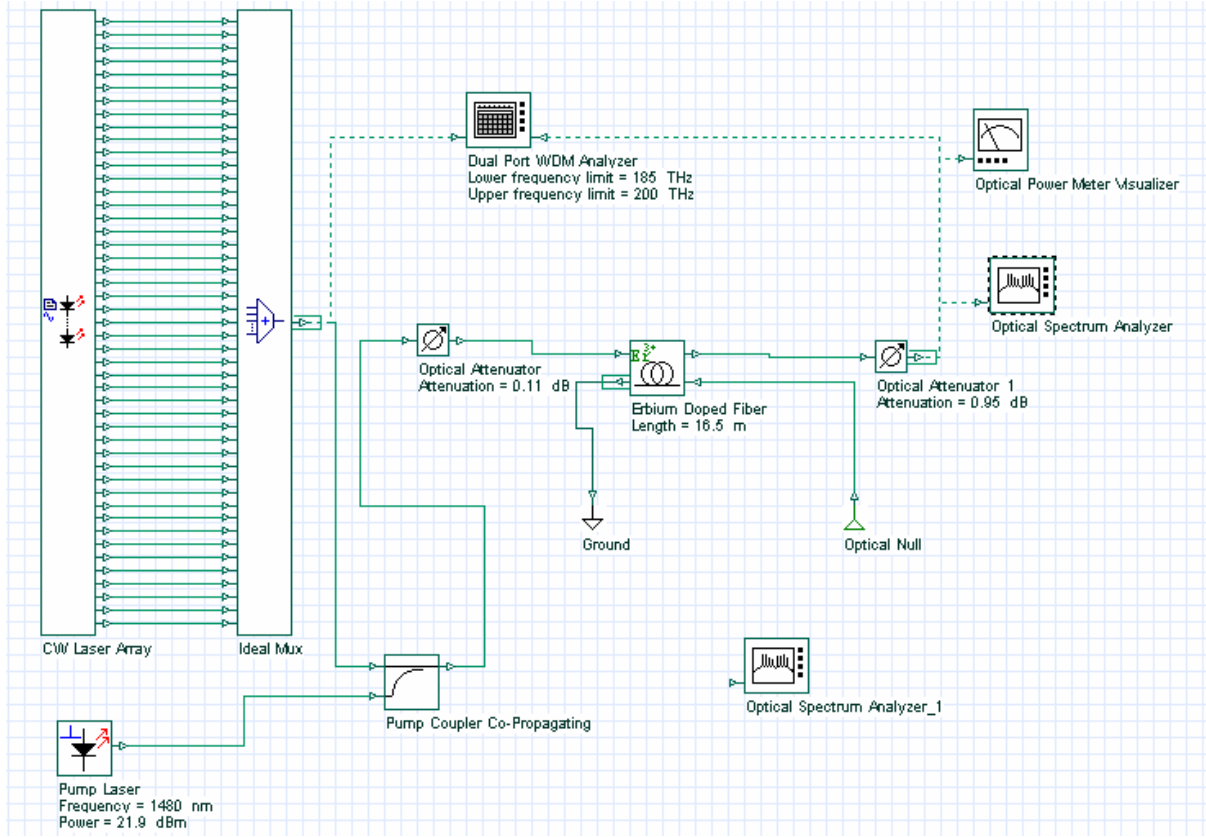 Dual Port WDM Analyzer
Lower frequency limit = 185 THz
Upper frequency limit = 200 THz
Optical Power Meter Visualizer
Optical Spectrum Analyzer
Optical Attenuator
Attenuation = 0.11 dB
Er 3+
Erbium Doped Fiber
Length = 16.5 m
Optical Attenuator 1
Attenuation = 0.95 dB
Ground
Optical Null
CW Laser Array
Ideal Mux
Pump Coupler Co-Propagating
Optical Spectrum Analyzer_1
Pump Laser
Frequency = 1480 nm
Power = 21.9 dBm